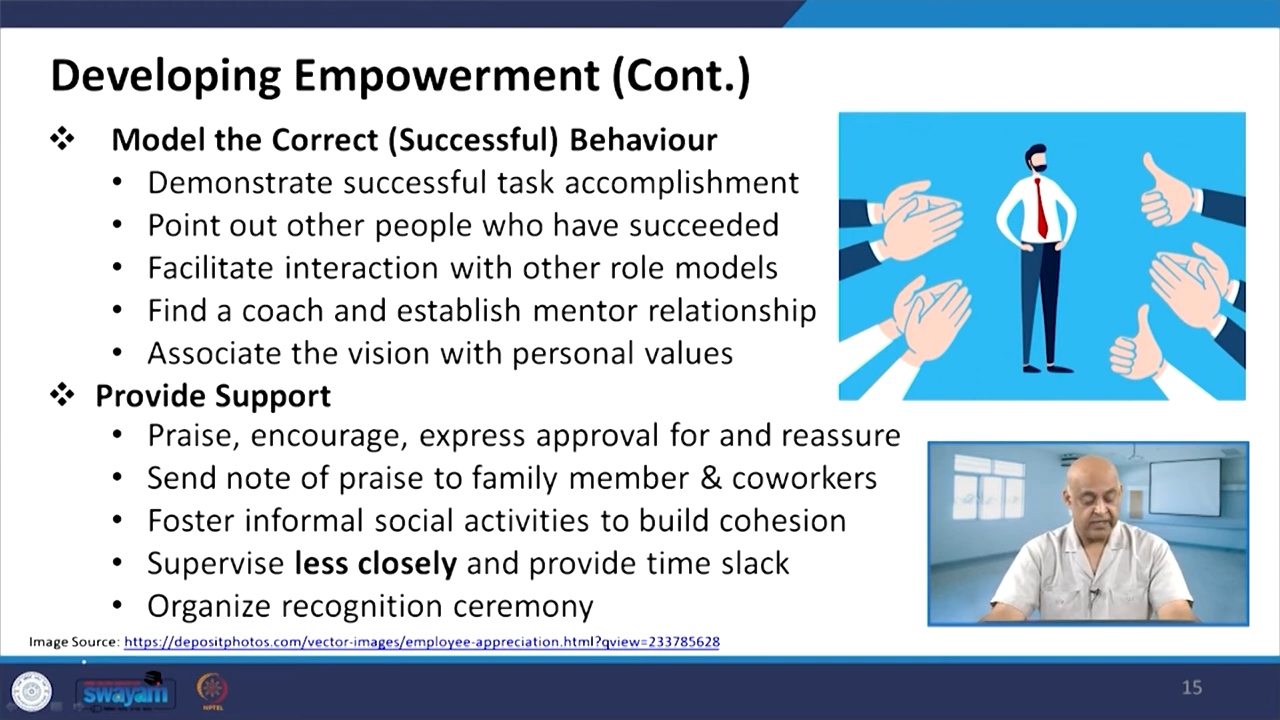 Developing Empowerment (Cont.)
❖ Model the Correct (Successful) Behaviour
• Demonstrate successful task accomplishment
• Point out other people who have succeeded
• Facilitate interaction with other role models
• Find a coach and establish mentor relationship
• Associate the vision with personal values
❖ Provide Support
• Praise, encourage, express approval for and reassure
• Send note of praise to family member & coworkers
• Foster informal social activities to build cohesion
• Supervise less closely and provide time slack
• Organize recognition ceremony
Image Source: https://depositphotos.com/vector-images/employee-appreciation.html?qview=233785628
swayam
NPTEL
15